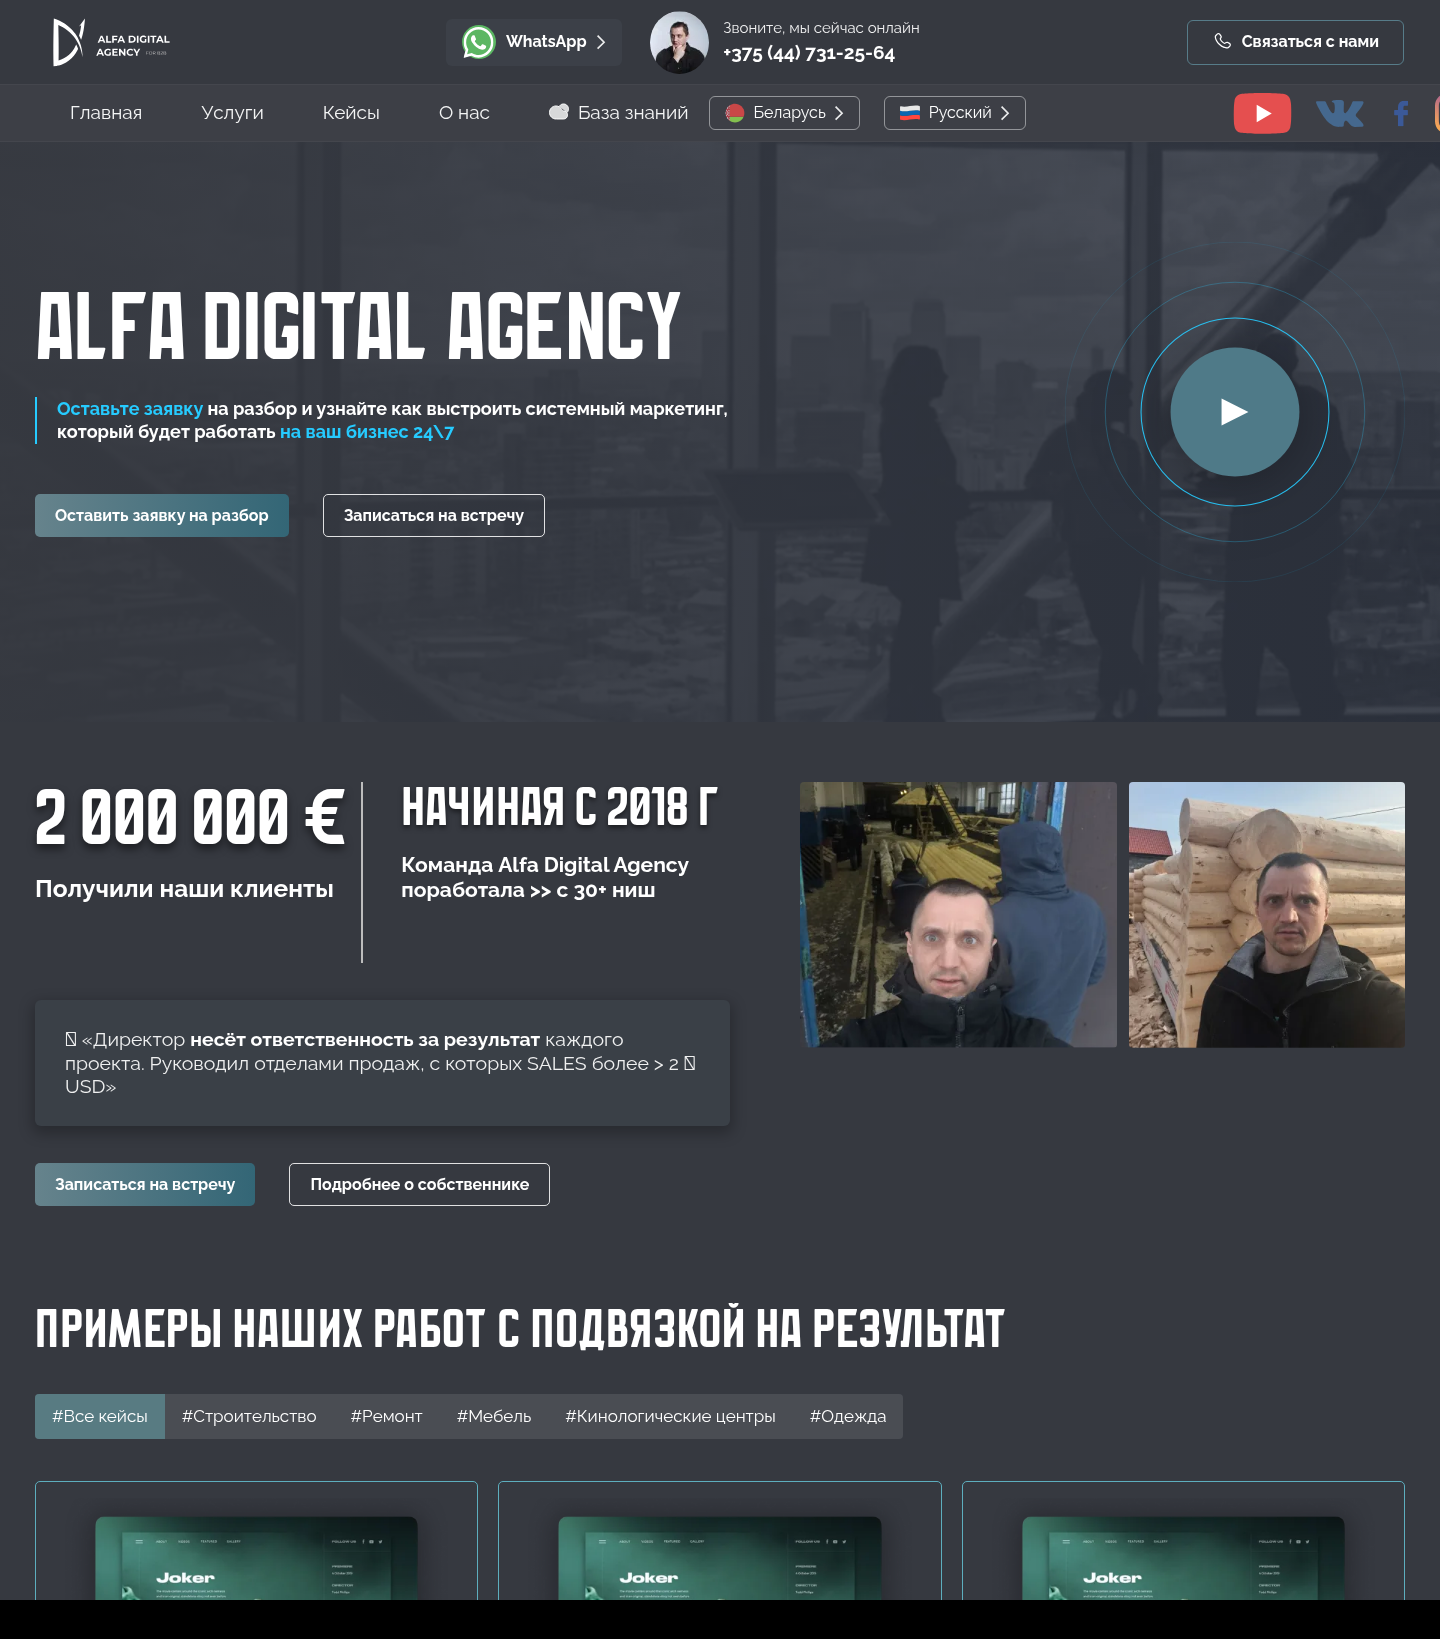 ALFA DIGITAL
AGENCY FOR B2B
WhatsApp
Звоните, мы сейчас онлайн
+375 (44) 731-25-64
Связаться с нами
Главная
Услуги
Кейсы
О нас
База знаний
Беларусь
Русский
ALFA DIGITAL AGENCY
Оставьте заявку на разбор и узнайте как выстроить системный маркетинг,
который будет работать на ваш бизнес 24\7
Оставить заявку на разбор
Записаться на встречу
2 000 000 €
Получили наши клиенты
НАЧИНАЯ С 2018 Г
Команда Alfa Digital Agency
поработала >> с 30+ ниш
«Директор несёт ответственность за результат каждого
проекта. Руководил отделами продаж, с которых SALES более > 2
USD»
Записаться на встречу
Подробнее о собственнике
ПРИМЕРЫ НАШИХ РАБОТ С ПОДВЯЗКОЙ НА РЕЗУЛЬТАТ
#Все кейсы
#Строительство
#Ремонт
#Мебель
#Кинологические центры
#Одежда
Joker
Joker
Joker